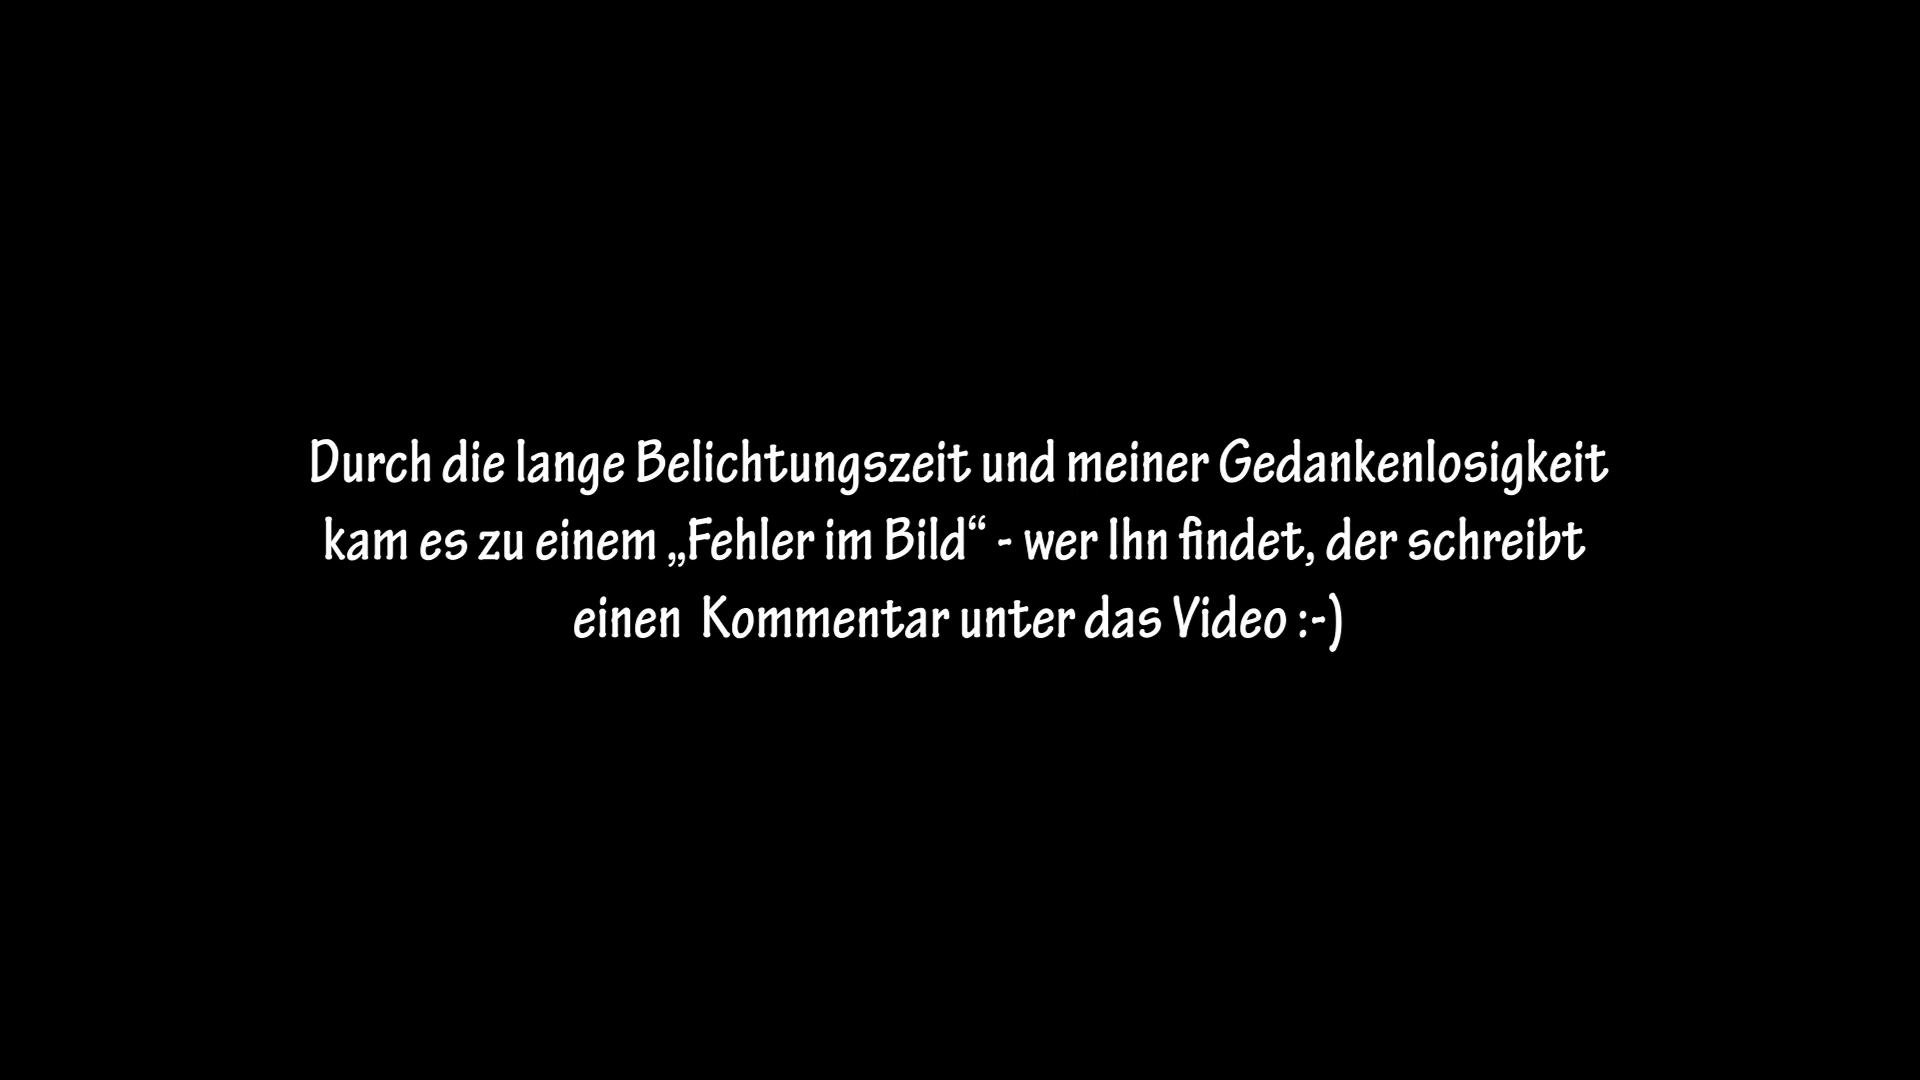 Durch die lange Belichtungszeit und meiner Gedankenlosigkeit
kam es zu einem „Fehler im Bild“ - wer Ihn findet, der schreibt
einen  Kommentar unter das Video :-)